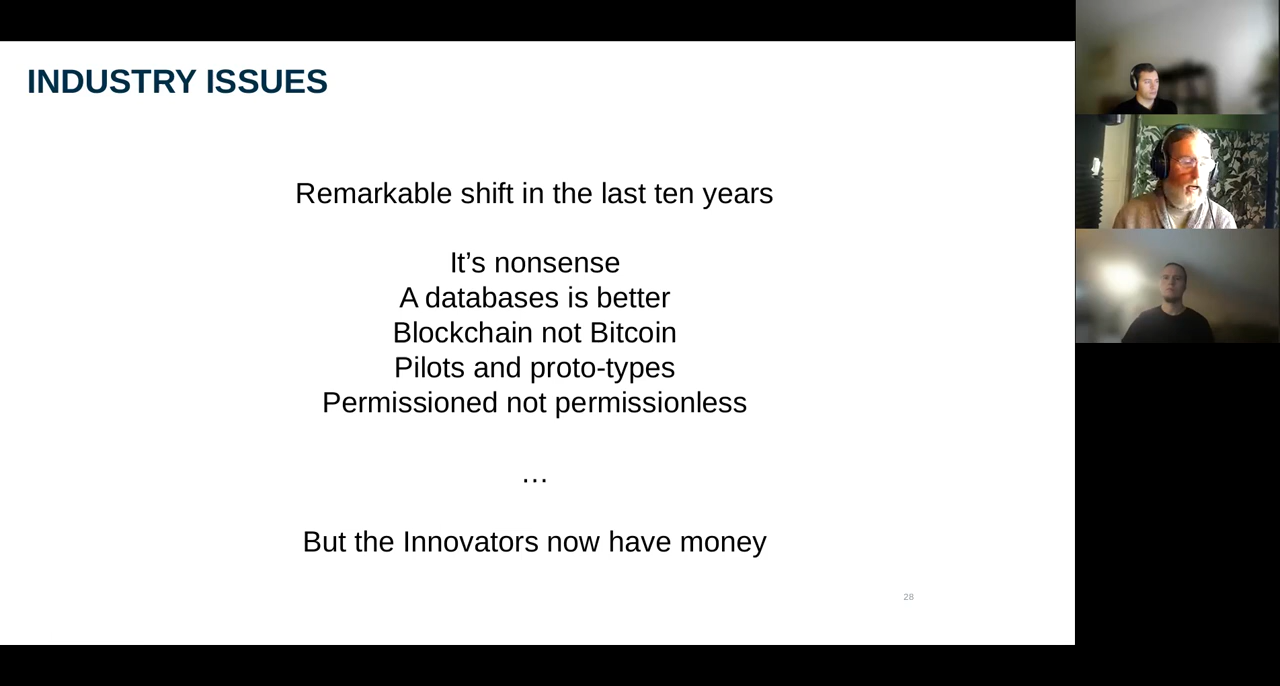 INDUSTRY ISSUES
Remarkable shift in the last ten years
It’s nonsense
A databases is better
Blockchain not Bitcoin
Pilots and proto-types
Permissioned not permissionless
…
But the Innovators now have money
28